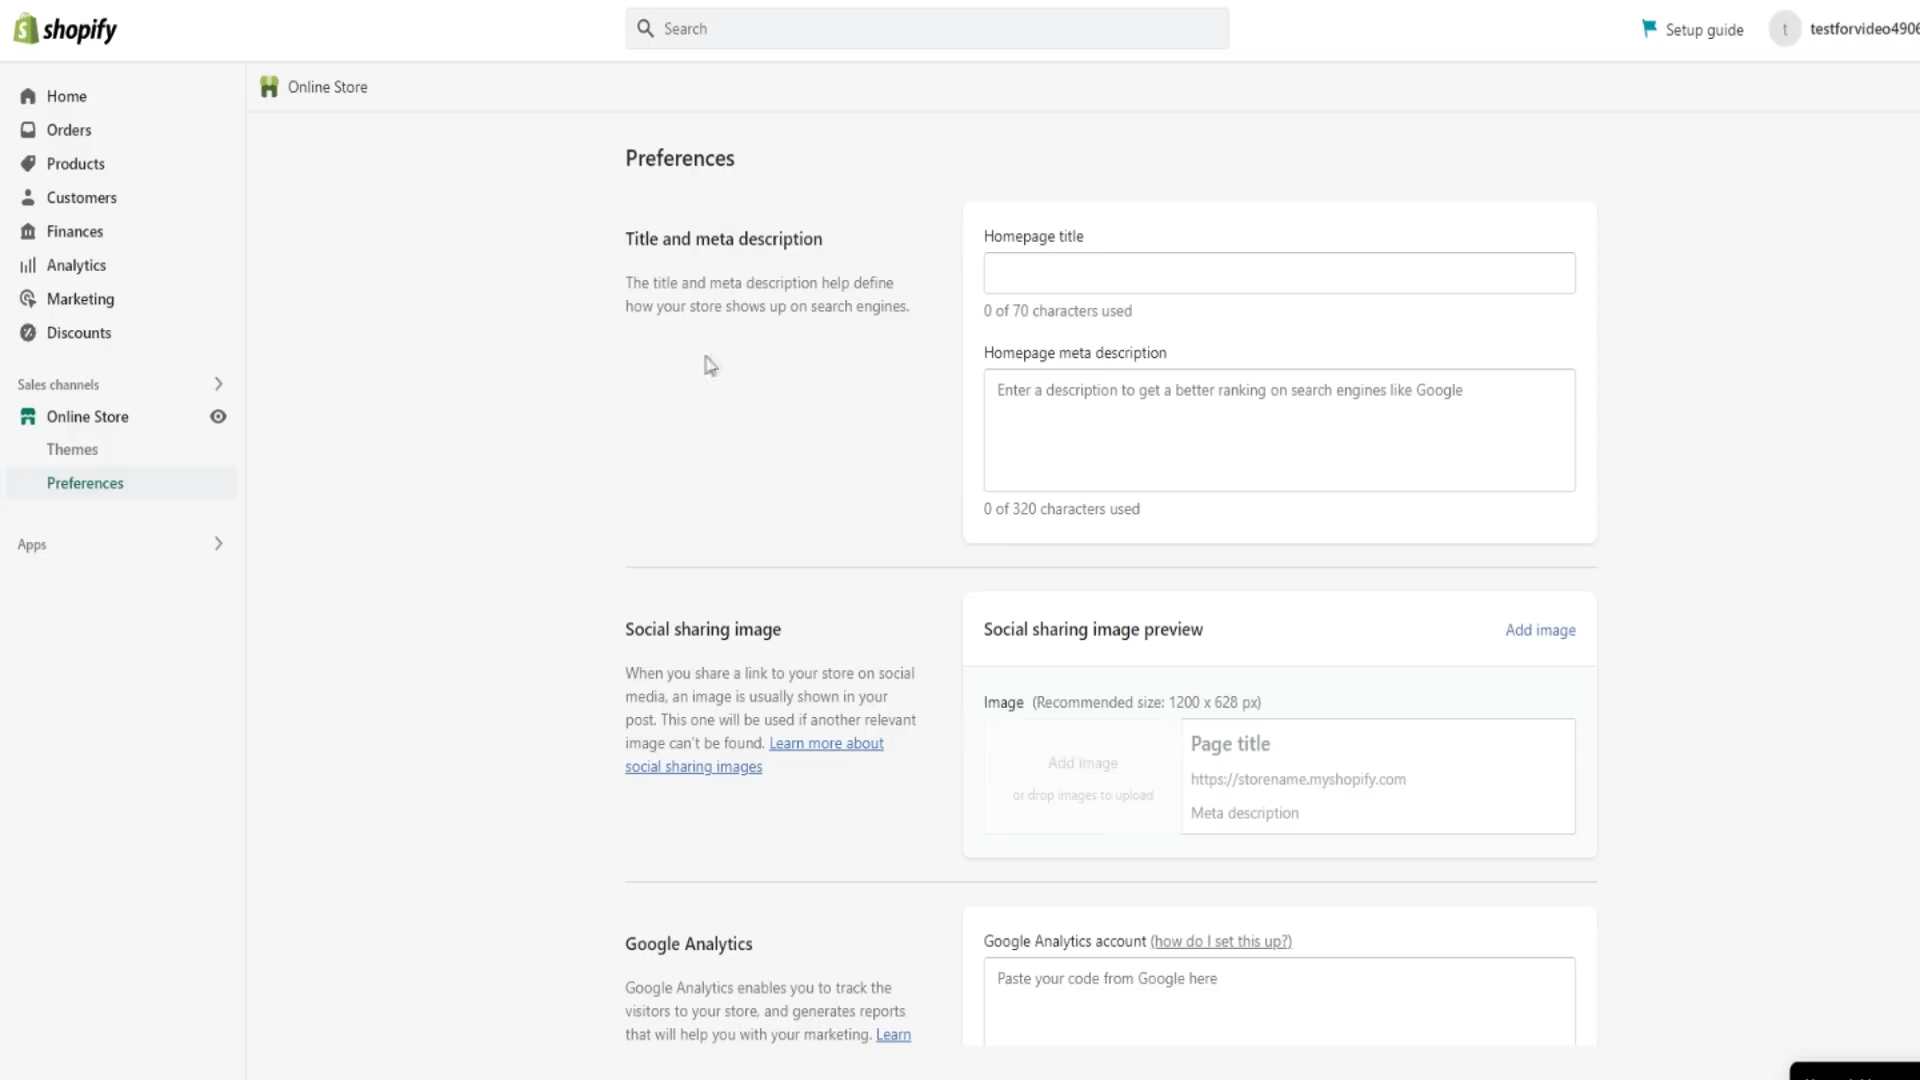 shopify
Search
Setup guide
t
testforvideo4906
Home
Orders
Products
Customers
Finances
Analytics
Marketing
Discounts
Sales channels
Online Store
Themes
Preferences
Apps
Online Store
Preferences
Title and meta description
The title and meta description help define
how your store shows up on search engines.
Homepage title
0 of 70 characters used
Homepage meta description
Enter a description to get a better ranking on search engines like Google
0 of 320 characters used
Social sharing image
When you share a link to your store on social
media, an image is usually shown in your
post. This one will be used if another relevant
image can't be found. Learn more about
social sharing images
Social sharing image preview
Add image
Image (Recommended size: 1200 x 628 px)
Add image
or drop images to upload
Page title
https://storename.myshopify.com
Meta description
Google Analytics
Google Analytics enables you to track the
visitors to your store, and generates reports
that will help you with your marketing. Learn
Google Analytics account (how do I set this up?)
Paste your code from Google here